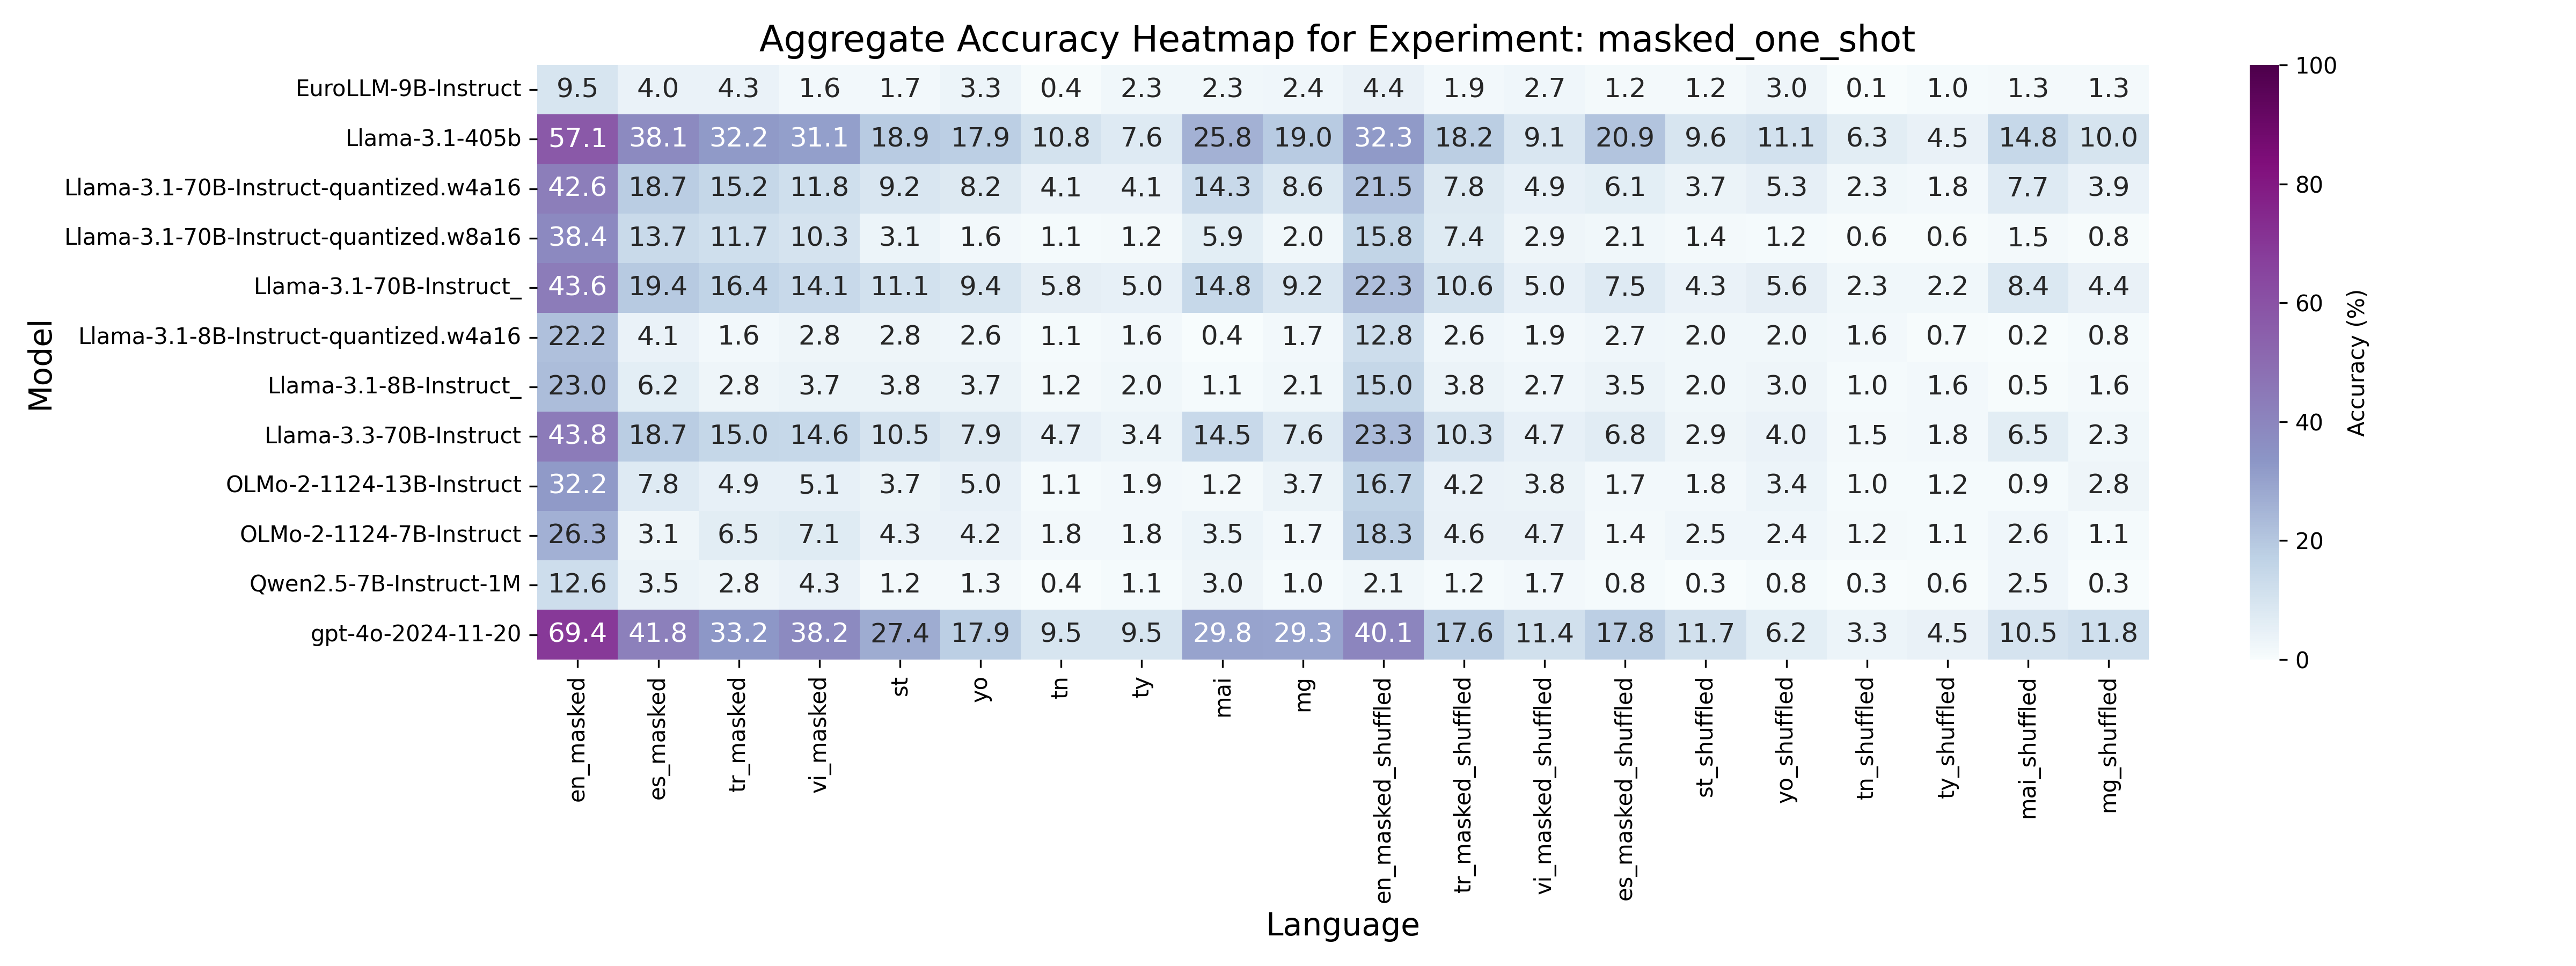 Aggregate Accuracy Heatmap for Experiment: masked_one_shot
Model
EuroLLM-9B-Instruct 9.5 4.0 4.3 1.6 1.7 3.3 0.4 2.3 2.3 2.4 4.4 1.9 2.7 1.2 1.2 3.0 0.1 1.0 1.3 1.3
Llama-3.1-405b 57.1 38.1 32.2 31.1 18.9 17.9 10.8 7.6 25.8 19.0 32.3 18.2 9.1 20.9 9.6 11.1 6.3 4.5 14.8 10.0
Llama-3.1-70B-Instruct-quantized.w4a16 42.6 18.7 15.2 11.8 9.2 8.2 4.1 4.1 14.3 8.6 21.5 7.8 4.9 6.1 3.7 5.3 2.3 1.8 7.7 3.9
Llama-3.1-70B-Instruct-quantized.w8a16 38.4 13.7 11.7 10.3 3.1 1.6 1.1 1.2 5.9 2.0 15.8 7.4 2.9 2.1 1.4 1.2 0.6 0.6 1.5 0.8
Llama-3.1-70B-Instruct_ 43.6 19.4 16.4 14.1 11.1 9.4 5.8 5.0 14.8 9.2 22.3 10.6 5.0 7.5 4.3 5.6 2.3 2.2 8.4 4.4
Llama-3.1-8B-Instruct-quantized.w4a16 22.2 4.1 1.6 2.8 2.8 2.6 1.1 1.6 0.4 1.7 12.8 2.6 1.9 2.7 2.0 2.0 1.6 0.7 0.2 0.8
Llama-3.1-8B-Instruct_ 23.0 6.2 2.8 3.7 3.8 3.7 1.2 2.0 1.1 2.1 15.0 3.8 2.7 3.5 2.0 3.0 1.0 1.6 0.5 1.6
Llama-3.3-70B-Instruct 43.8 18.7 15.0 14.6 10.5 7.9 4.7 3.4 14.5 7.6 23.3 10.3 4.7 6.8 2.9 4.0 1.5 1.8 6.5 2.3
OLMo-2-1124-13B-Instruct 32.2 7.8 4.9 5.1 3.7 5.0 1.1 1.9 1.2 3.7 16.7 4.2 3.8 1.7 1.8 3.4 1.0 1.2 0.9 2.8
OLMo-2-1124-7B-Instruct 26.3 3.1 6.5 7.1 4.3 4.2 1.8 1.8 3.5 1.7 18.3 4.6 4.7 1.4 2.5 2.4 1.2 1.1 2.6 1.1
Qwen2.5-7B-Instruct-1M 12.6 3.5 2.8 4.3 1.2 1.3 0.4 1.1 3.0 1.0 2.1 1.2 1.7 0.8 0.3 0.8 0.3 0.6 2.5 0.3
gpt-4o-2024-11-20 69.4 41.8 33.2 38.2 27.4 17.9 9.5 9.5 29.8 29.3 40.1 17.6 11.4 17.8 11.7 6.2 3.3 4.5 10.5 11.8
en_masked es_masked tr_masked vi_masked st yo tn ty mai mg en_masked_shuffled tr_masked_shuffled vi_masked_shuffled es_masked_shuffled st_shuffled yo_shuffled tn_shuffled ty_shuffled mai_shuffled mg_shuffled
Language
100
80
60
40
20
0
Accuracy (%)